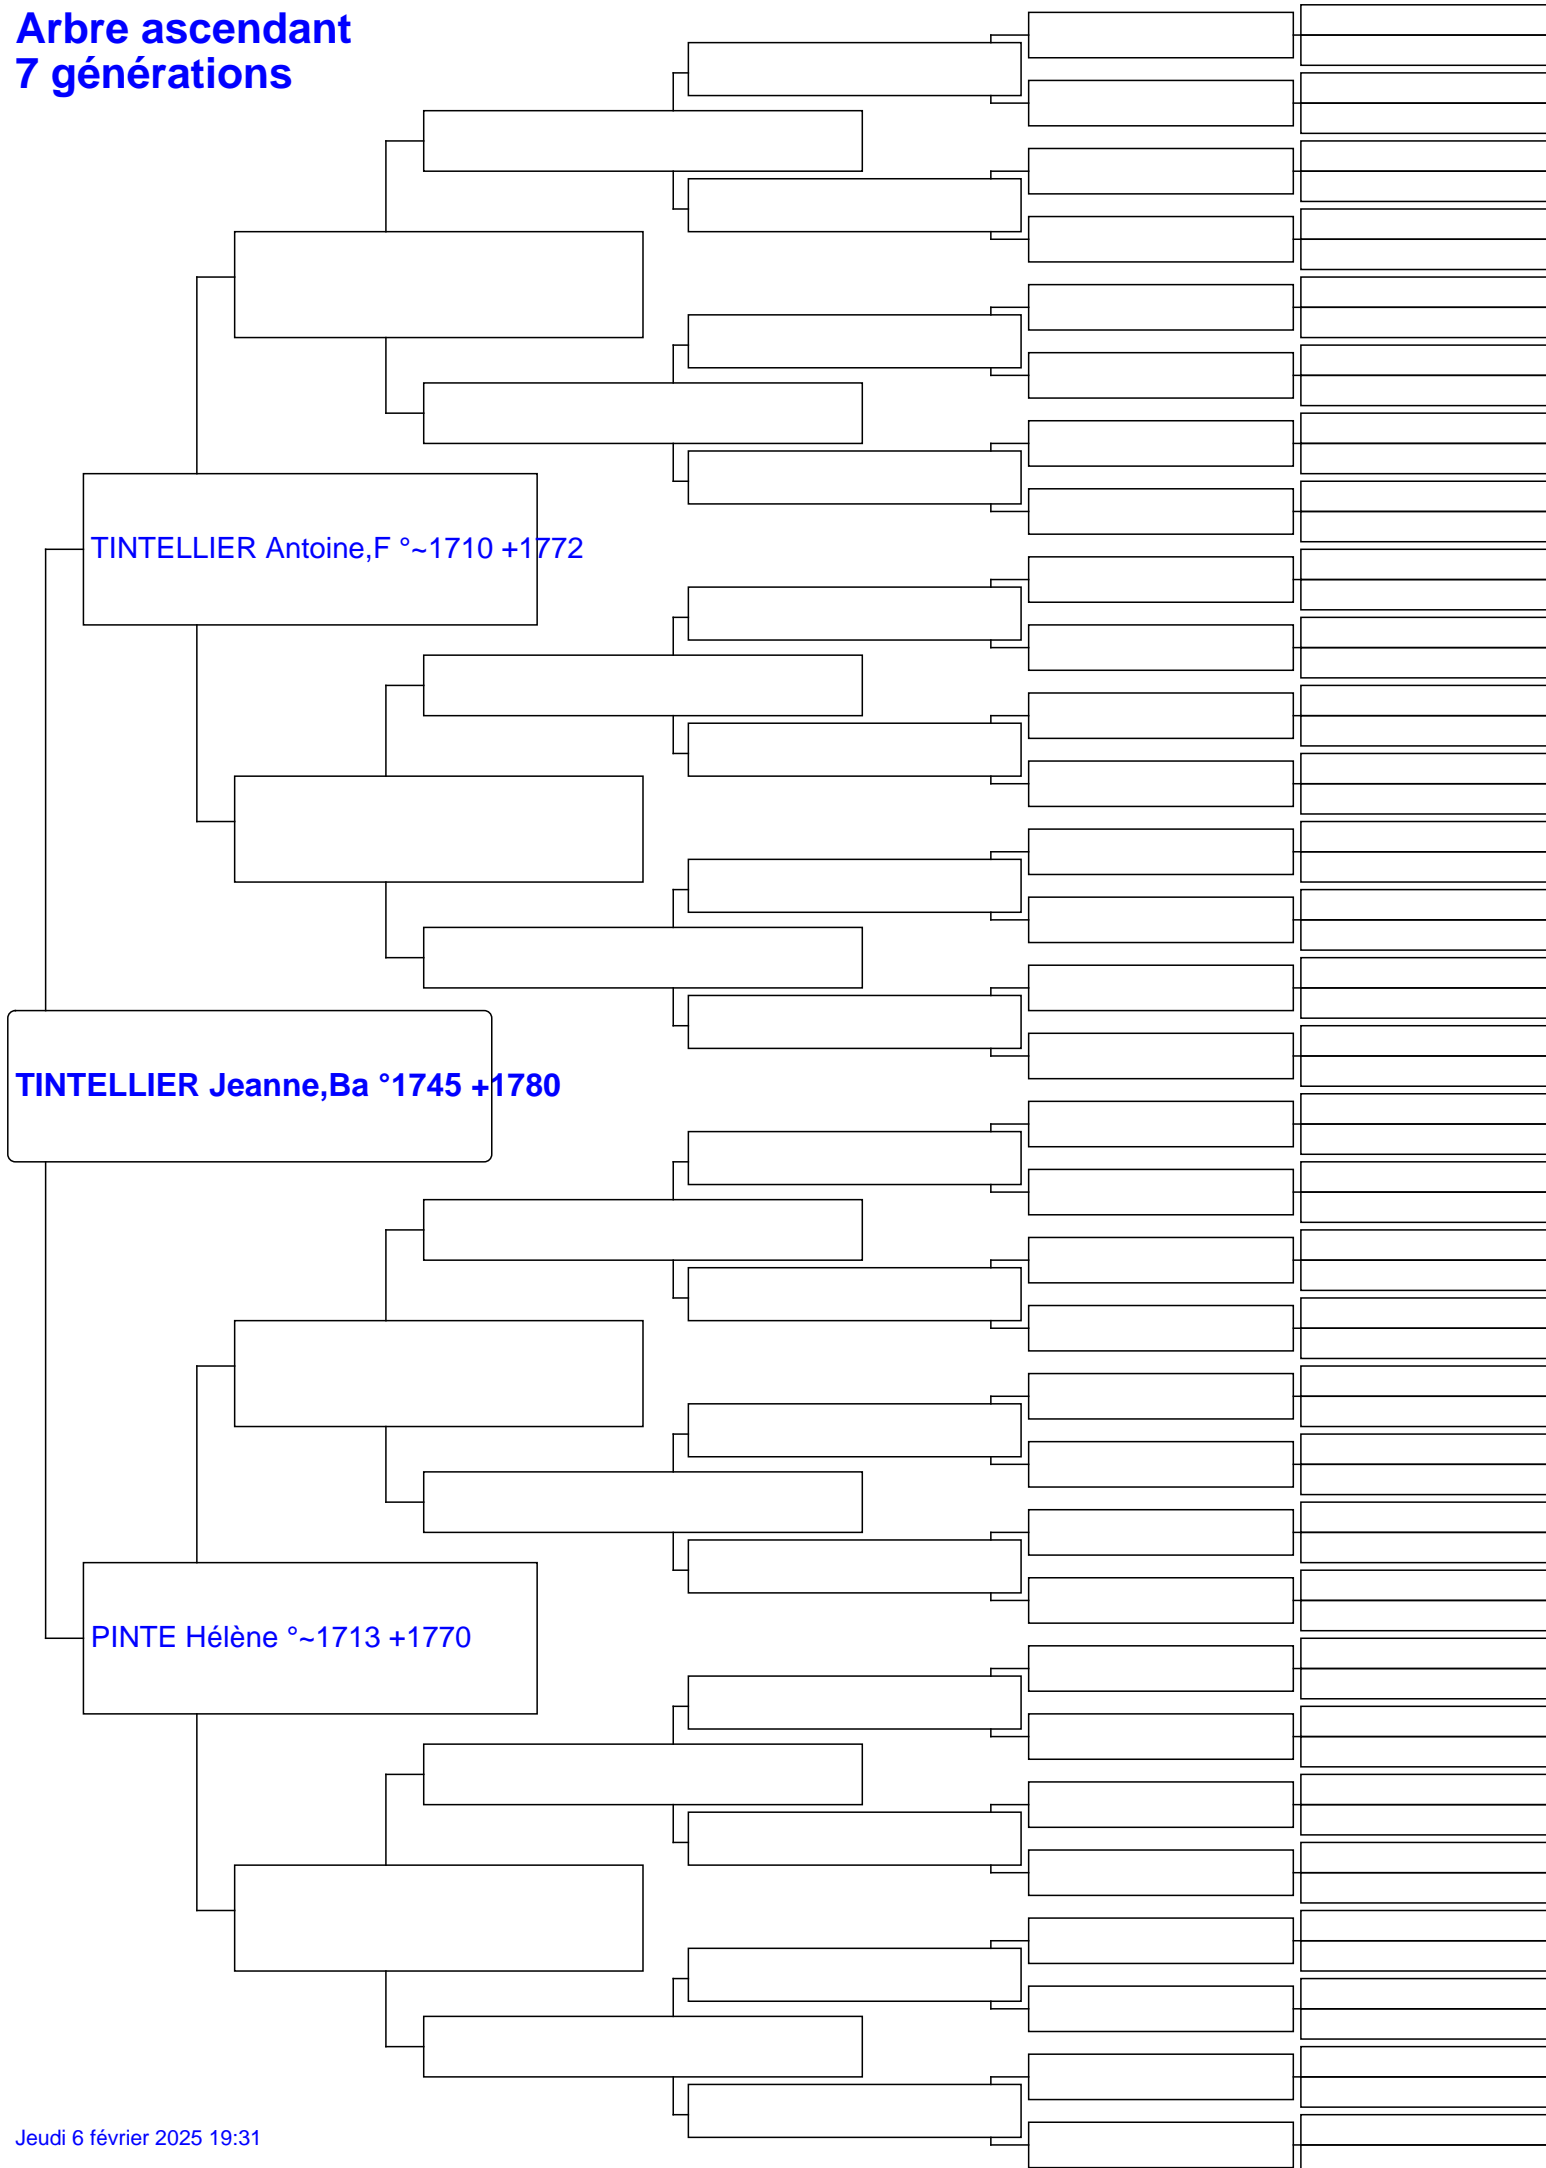 Arbre ascendant
7 générations
TINTELLIER Antoine,F °~1710 +1772
TINTELLIER Jeanne,Ba °1745 +1780
PINTE Hélène °~1713 +1770
Jeudi 6 février 2025 19:31